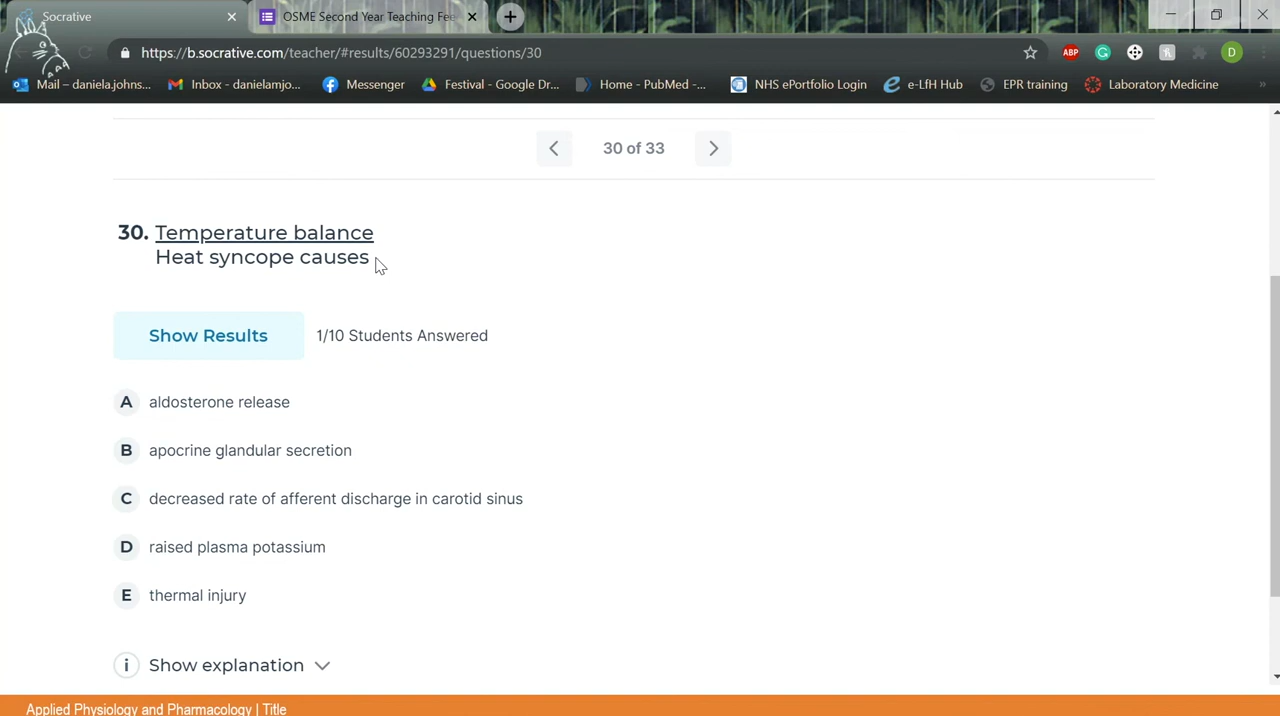 Socrative
OSME Second Year Teaching Fee
https://b.socrative.com/teacher/#results/60293291/questions/30
ABP
D
Mail – daniela.johns...
Inbox - danielamjo...
Messenger
Festival - Google Dr...
Home - PubMed -...
NHS ePortfolio Login
e-LfH Hub
EPR training
Laboratory Medicine
30 of 33
30. Temperature balance
Heat syncope causes
Show Results
1/10 Students Answered
A aldosterone release
B apocrine glandular secretion
C decreased rate of afferent discharge in carotid sinus
D raised plasma potassium
E thermal injury
i Show explanation
Applied Physiology and Pharmacology | Title